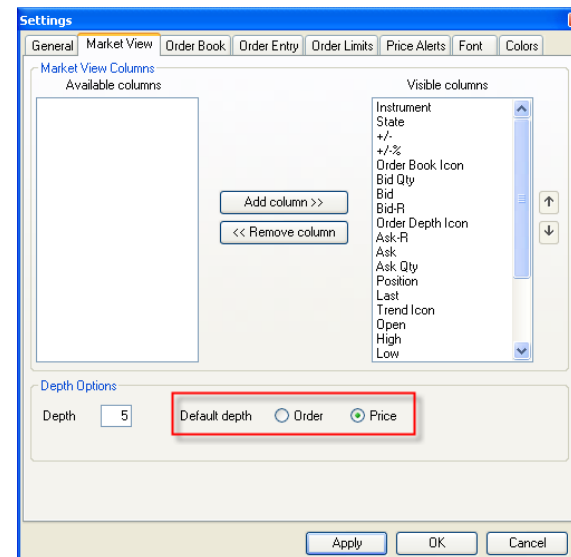 Settings
General Market View Order Book Order Entry Order Limits Price Alerts Font Colors
Market View Columns
Available columns
Visible columns
Instrument
State
+/-
+/-%
Order Book Icon
Bid Qty
Bid
Bid-R
Order Depth Icon
Ask-R
Ask
Ask Qty
Position
Last
Trend Icon
Open
High
Low
Add column >>
<< Remove column
Depth Options
Depth 5 Default depth Order Price
Apply OK Cancel